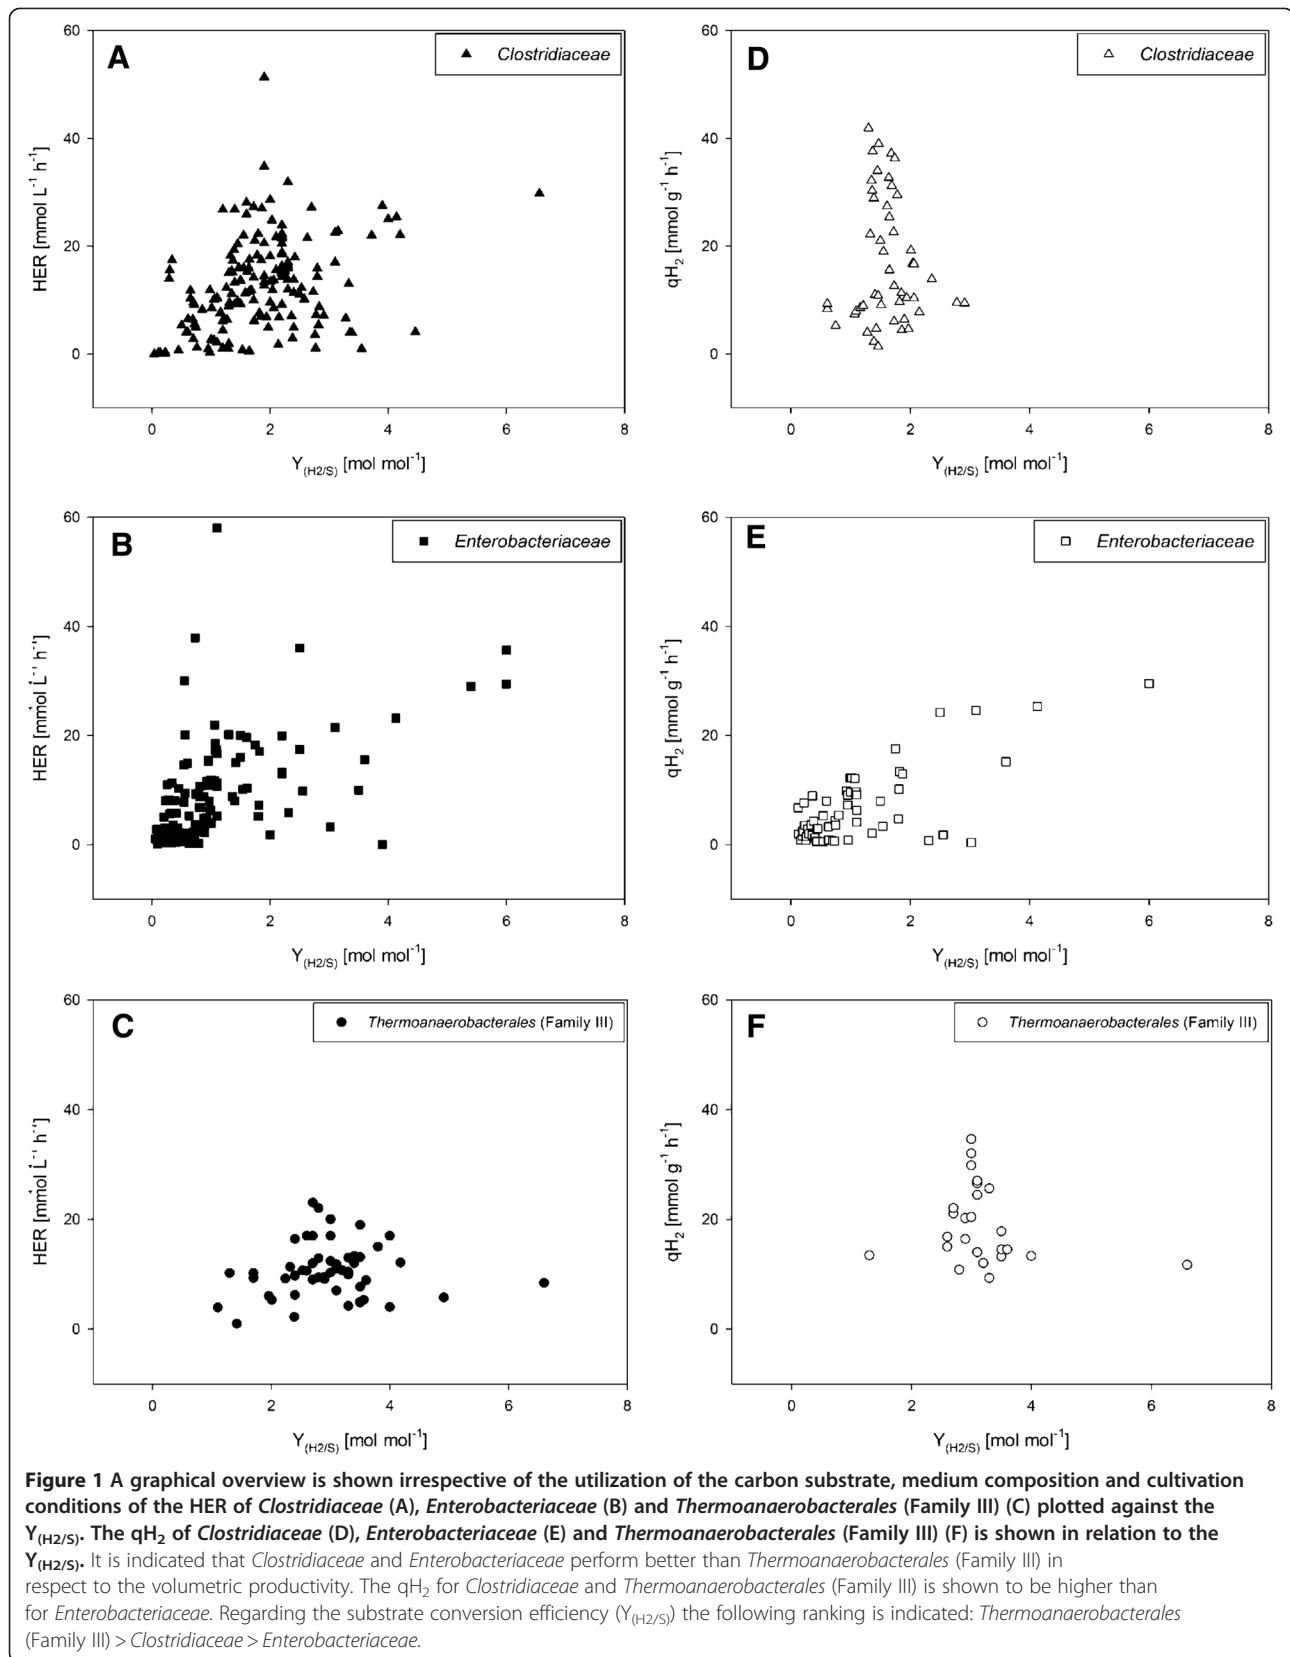 A
Clostridiaceae
60
40
20
0
HER [mmol L⁻¹ h⁻¹]
0 2 4 6 8
Y(H2/S) [mol mol⁻¹]
D
Clostridiaceae
60
40
20
0
qH₂ [mmol g⁻¹ h⁻¹]
0 2 4 6 8
Y(H2/S) [mol mol⁻¹]
B
Enterobacteriaceae
60
40
20
0
HER [mmol L⁻¹ h⁻¹]
0 2 4 6 8
Y(H2/S) [mol mol⁻¹]
E
Enterobacteriaceae
60
40
20
0
qH₂ [mmol g⁻¹ h⁻¹]
0 2 4 6 8
Y(H2/S) [mol mol⁻¹]
C
Thermoanaerobacterales (Family III)
60
40
20
0
HER [mmol L⁻¹ h⁻¹]
0 2 4 6 8
Y(H2/S) [mol mol⁻¹]
F
Thermoanaerobacterales (Family III)
60
40
20
0
qH₂ [mmol g⁻¹ h⁻¹]
0 2 4 6 8
Y(H2/S) [mol mol⁻¹]
Figure 1 A graphical overview is shown irrespective of the utilization of the carbon substrate, medium composition and cultivation
conditions of the HER of Clostridiaceae (A), Enterobacteriaceae (B) and Thermoanaerobacterales (Family III) (C) plotted against the
Y(H2/S). The qH₂ of Clostridiaceae (D), Enterobacteriaceae (E) and Thermoanaerobacterales (Family III) (F) is shown in relation to the
Y(H2/S). It is indicated that Clostridiaceae and Enterobacteriaceae perform better than Thermoanaerobacterales (Family III) in
respect to the volumetric productivity. The qH₂ for Clostridiaceae and Thermoanaerobacterales (Family III) is shown to be higher than
for Enterobacteriaceae. Regarding the substrate conversion efficiency (Y(H2/S)) the following ranking is indicated: Thermoanaerobacterales
(Family III) > Clostridiaceae > Enterobacteriaceae.